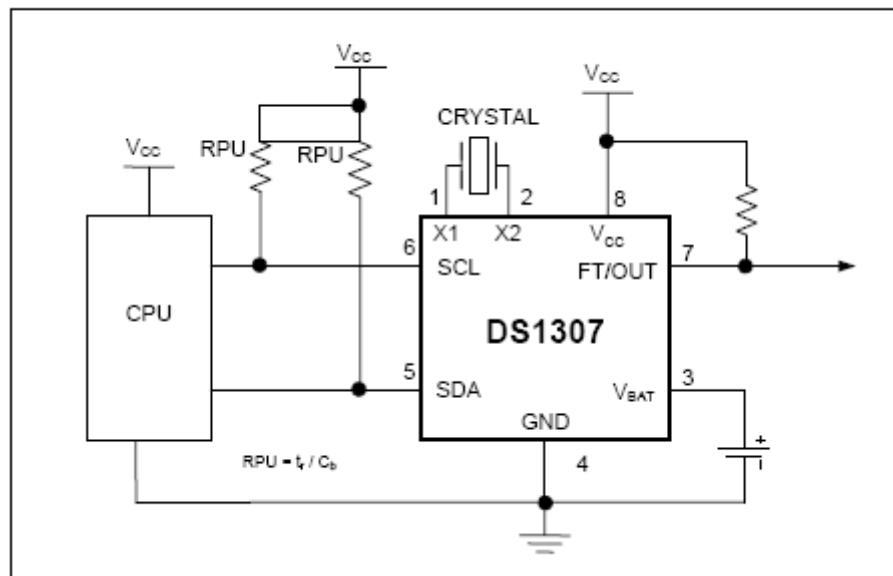 VCC
VCC
CRYSTAL
VCC
RPU
RPU
1
2
8
X1
X2
VCC
6
SCL
FT/OUT
7
CPU
DS1307
5
SDA
VBAT
3
GND
RPU = tr / Cb
4
+